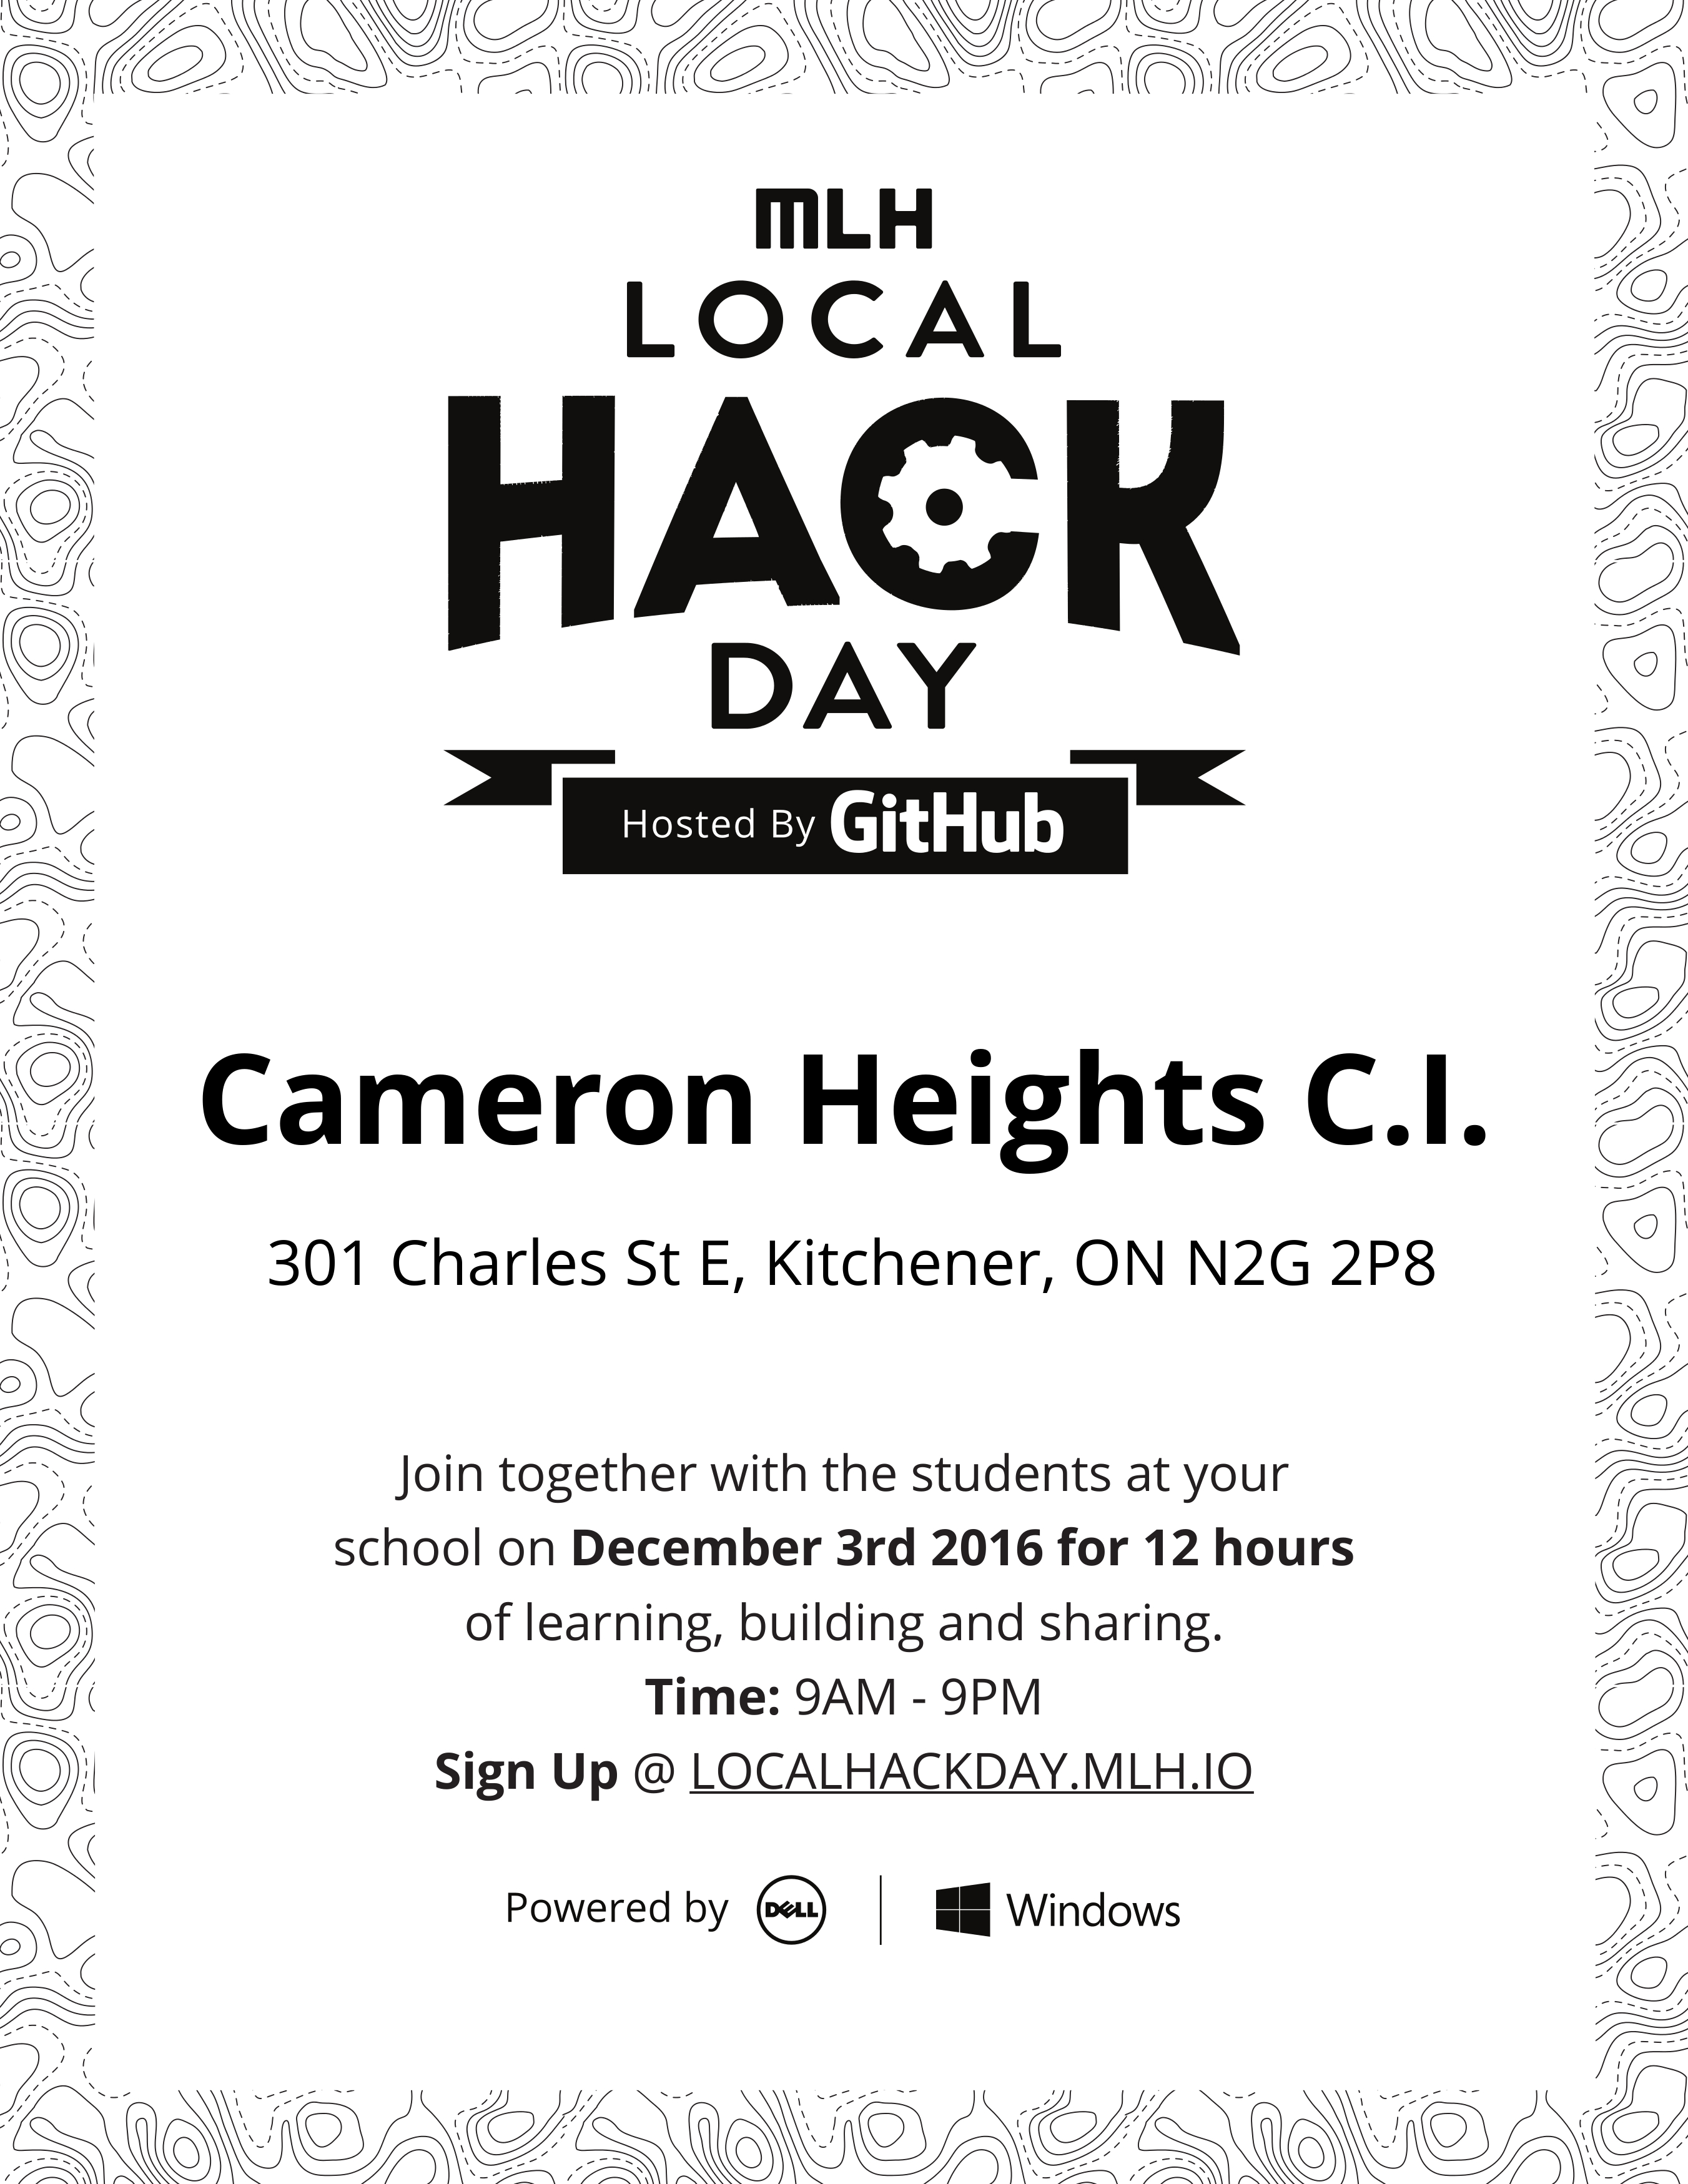 MLH
LOCAL
HACK
DAY
Hosted By GitHub
Cameron Heights C.I.
301 Charles St E, Kitchener, ON N2G 2P8
Join together with the students at your
school on December 3rd 2016 for 12 hours
of learning, building and sharing.
Time: 9AM - 9PM
Sign Up @ LOCALHACKDAY.MLH.IO
Powered by DELL | Windows